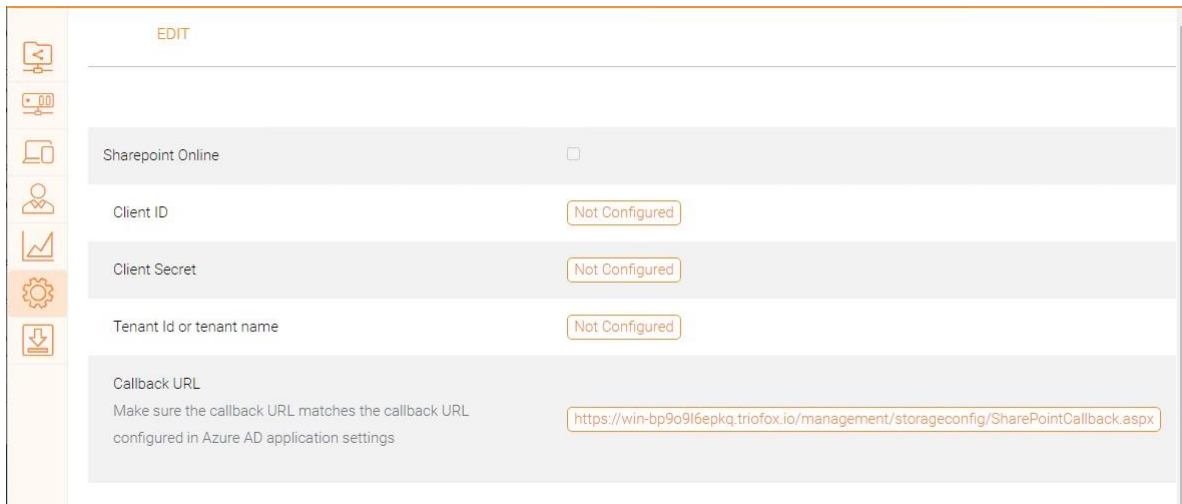 EDIT
Sharepoint Online
Client ID
Not Configured
Client Secret
Not Configured
Tenant Id or tenant name
Not Configured
Callback URL
Make sure the callback URL matches the callback URL
configured in Azure AD application settings
https://win-bp9o9l6epkq.triofox.io/management/storageconfig/SharePointCallback.aspx